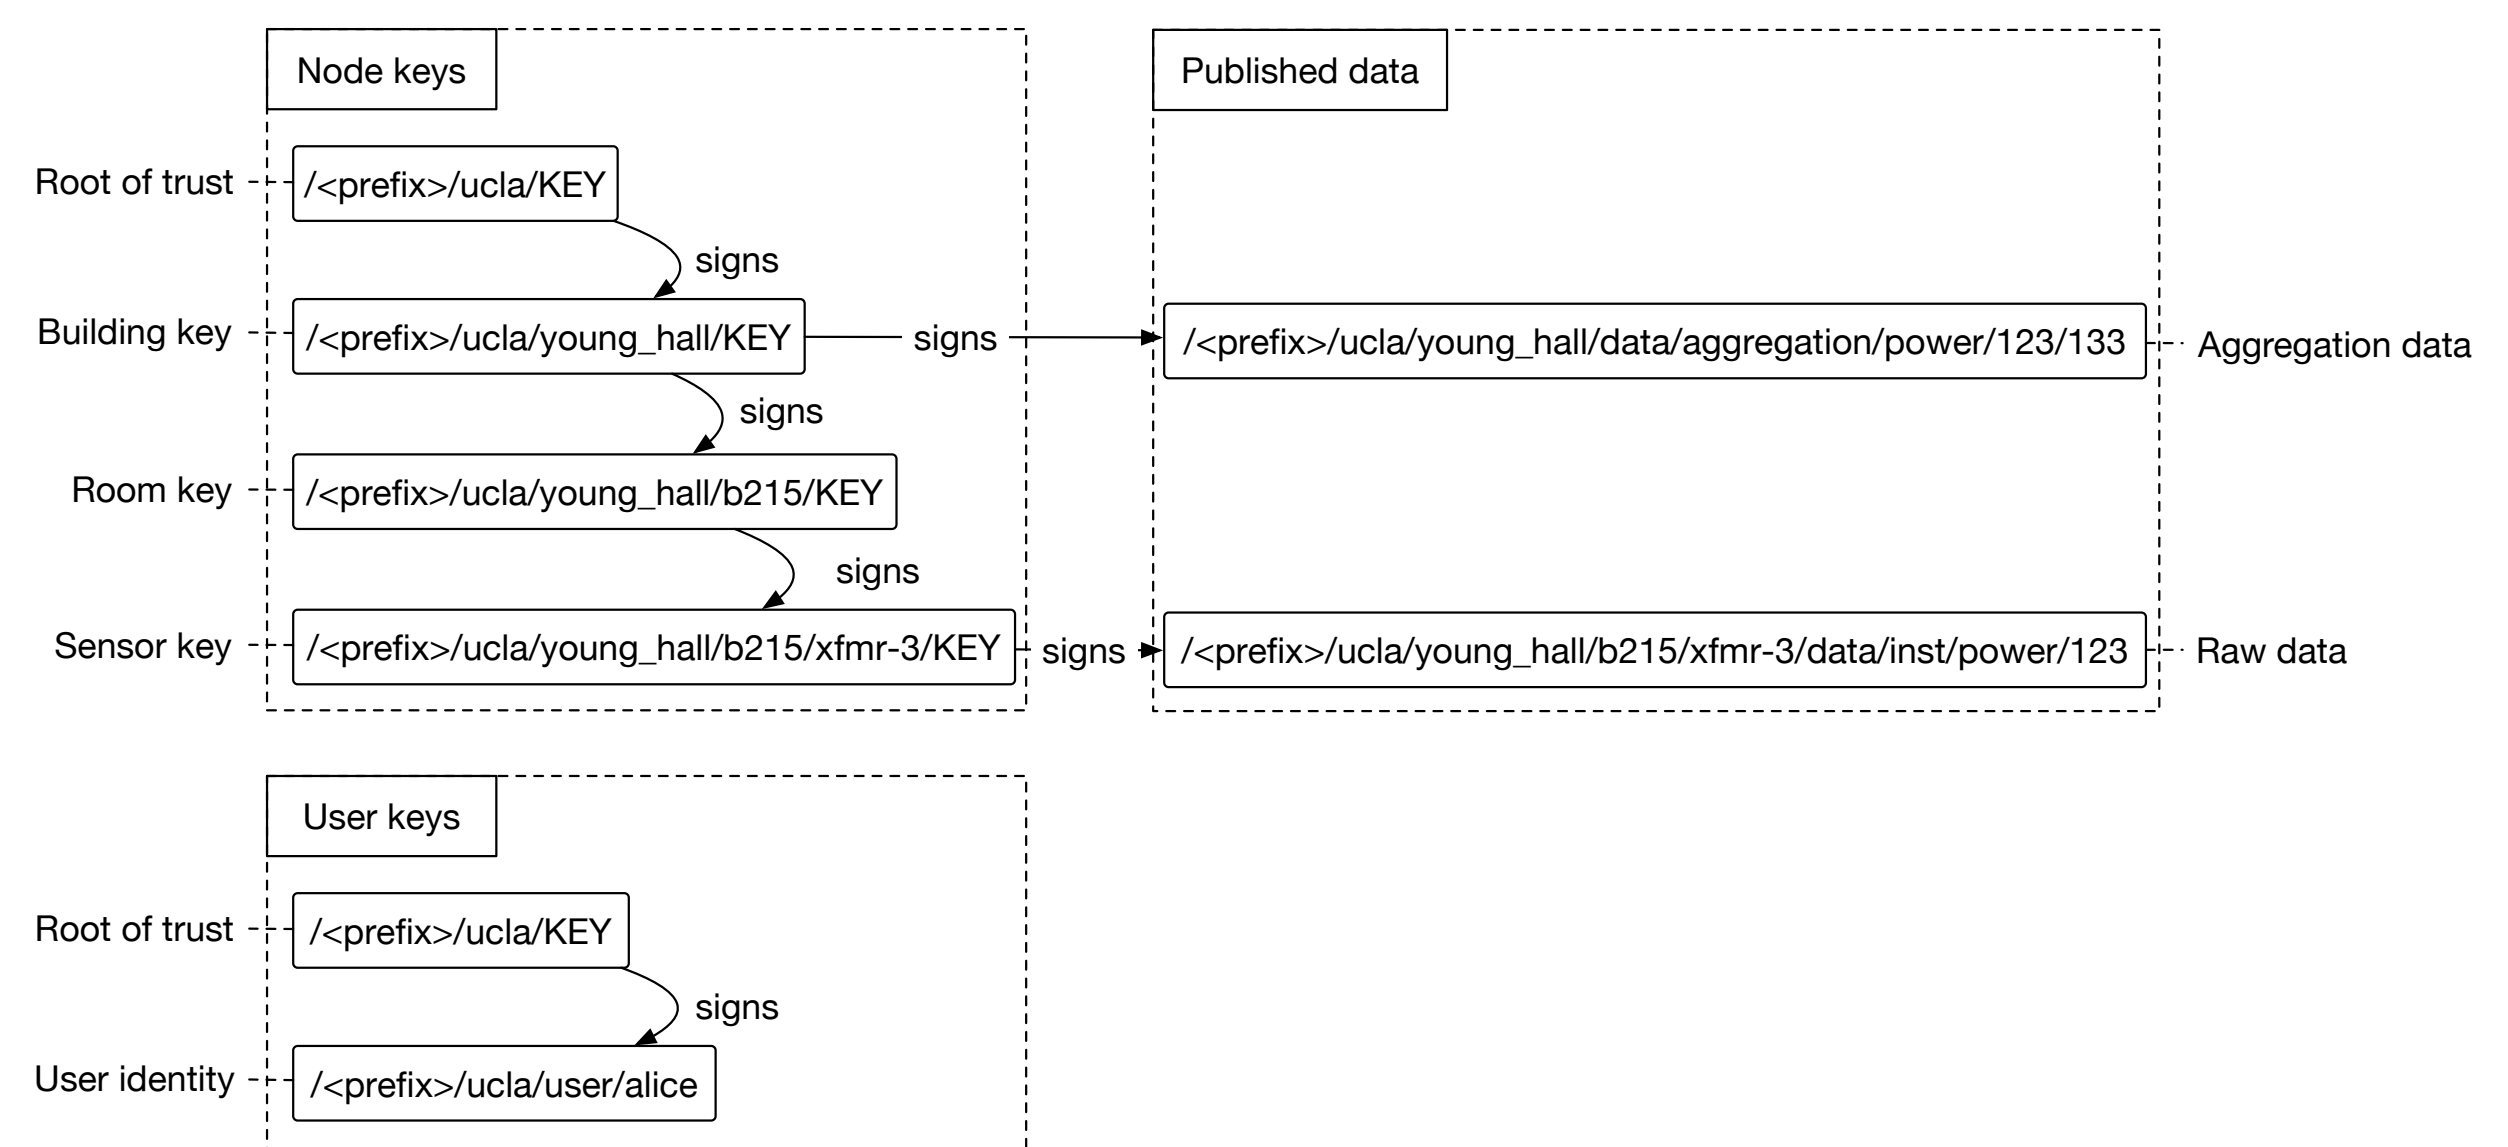 Node keys
Published data
Root of trust
/<prefix>/ucla/KEY
signs
Building key
/<prefix>/ucla/young_hall/KEY
signs
/<prefix>/ucla/young_hall/data/aggregation/power/123/133
Aggregation data
signs
Room key
/<prefix>/ucla/young_hall/b215/KEY
signs
Sensor key
/<prefix>/ucla/young_hall/b215/xfmr-3/KEY
signs
/<prefix>/ucla/young_hall/b215/xfmr-3/data/inst/power/123
Raw data
User keys
Root of trust
/<prefix>/ucla/KEY
signs
User identity
/<prefix>/ucla/user/alice